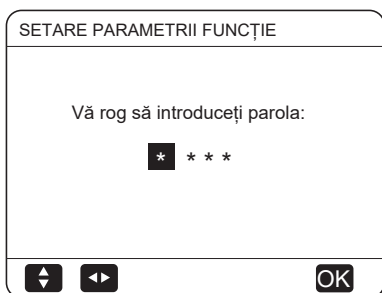 SETARE PARAMETRII FUNCȚIE
Vă rog să introduceți parola:
* * * *
OK